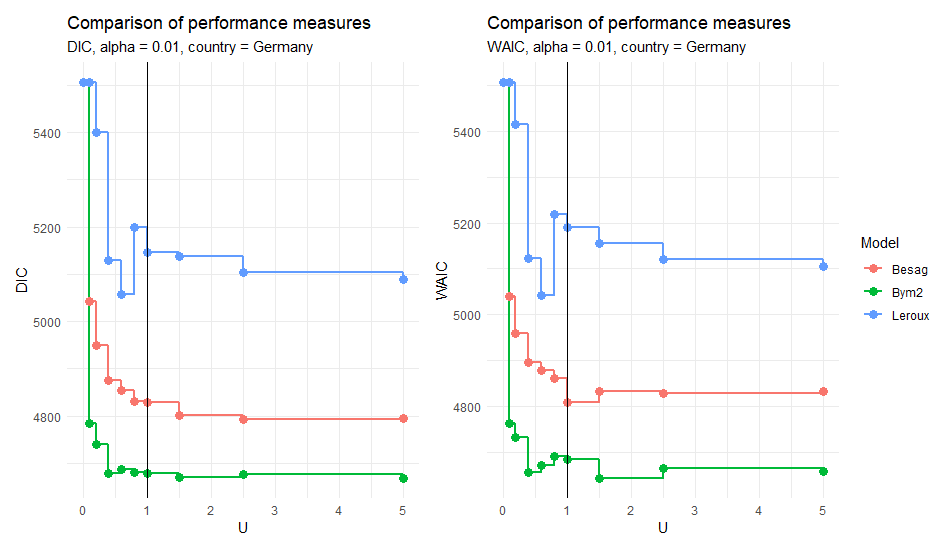 Comparison of performance measures
DIC, alpha = 0.01, country = Germany
DIC
5400
5200
5000
4800
0 1 2 3 4 5
U
Comparison of performance measures
WAIC, alpha = 0.01, country = Germany
WAIC
5400
5200
5000
4800
0 1 2 3 4 5
U
Model
Besag
Bym2
Leroux